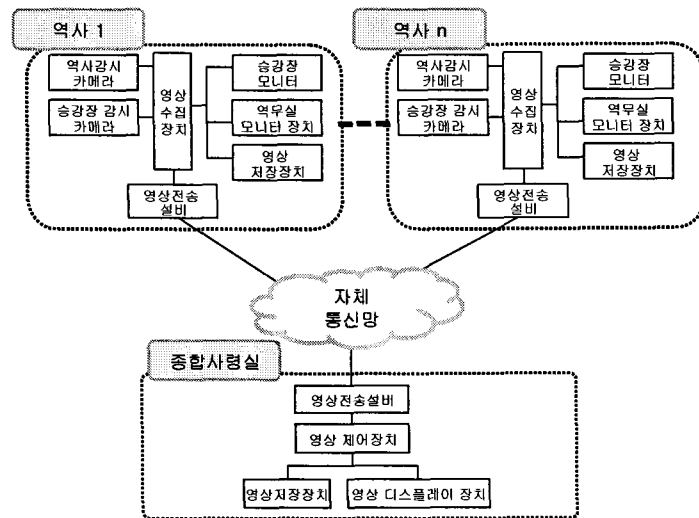 역사 1
역사감시
카메라
승강장 감시
카메라
영상
수집
장치
승강장
모니터
역무실
모니터 장치
영상
저장장치
영상전송
설비
역사 n
역사감시
카메라
승강장 감시
카메라
영상
수집
장치
승강장
모니터
역무실
모니터 장치
영상
저장장치
영상전송
설비
자체
통신망
종합사령실
영상전송설비
영상 제어장치
영상저장장치
영상 디스플레이 장치